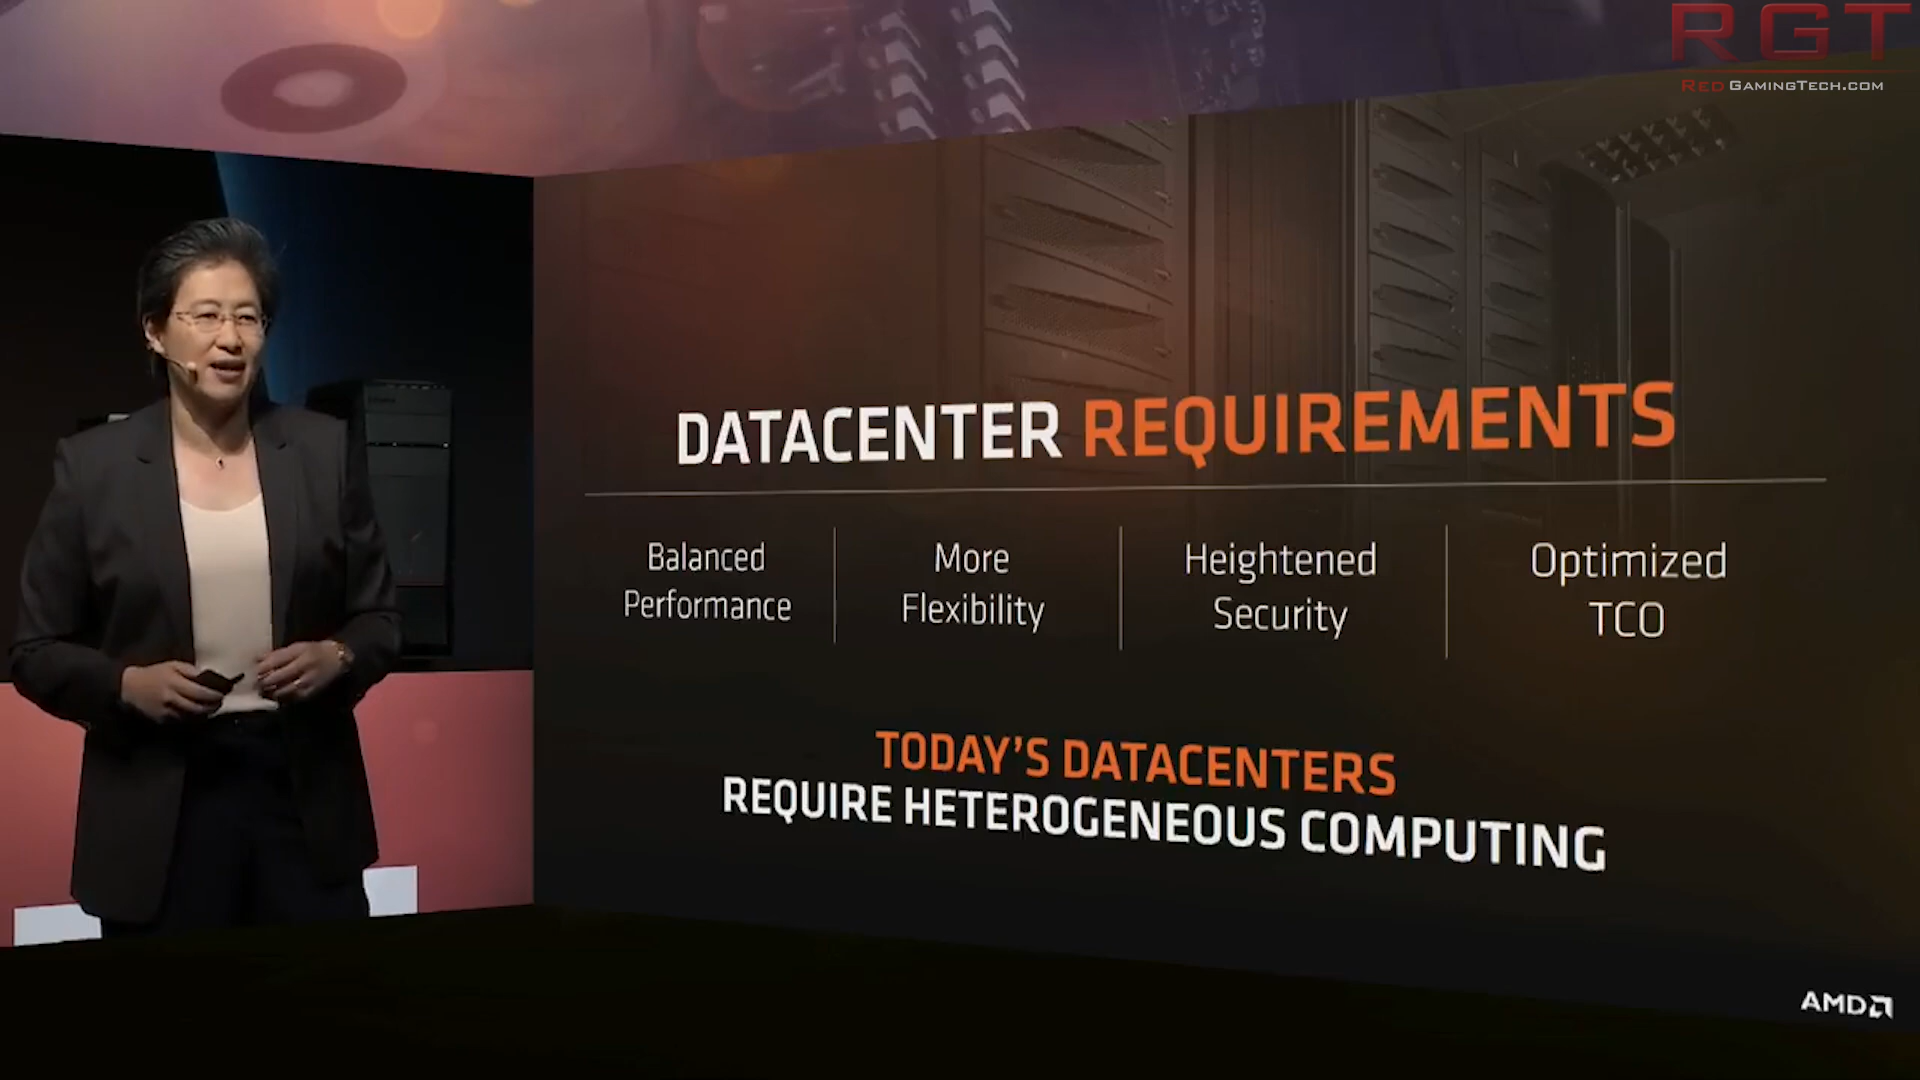 RGT
RedGamingTech.com
DATACENTER REQUIREMENTS
Balanced
Performance
More
Flexibility
Heightened
Security
Optimized
TCO
TODAY'S DATACENTERS
REQUIRE HETEROGENEOUS COMPUTING
AMD